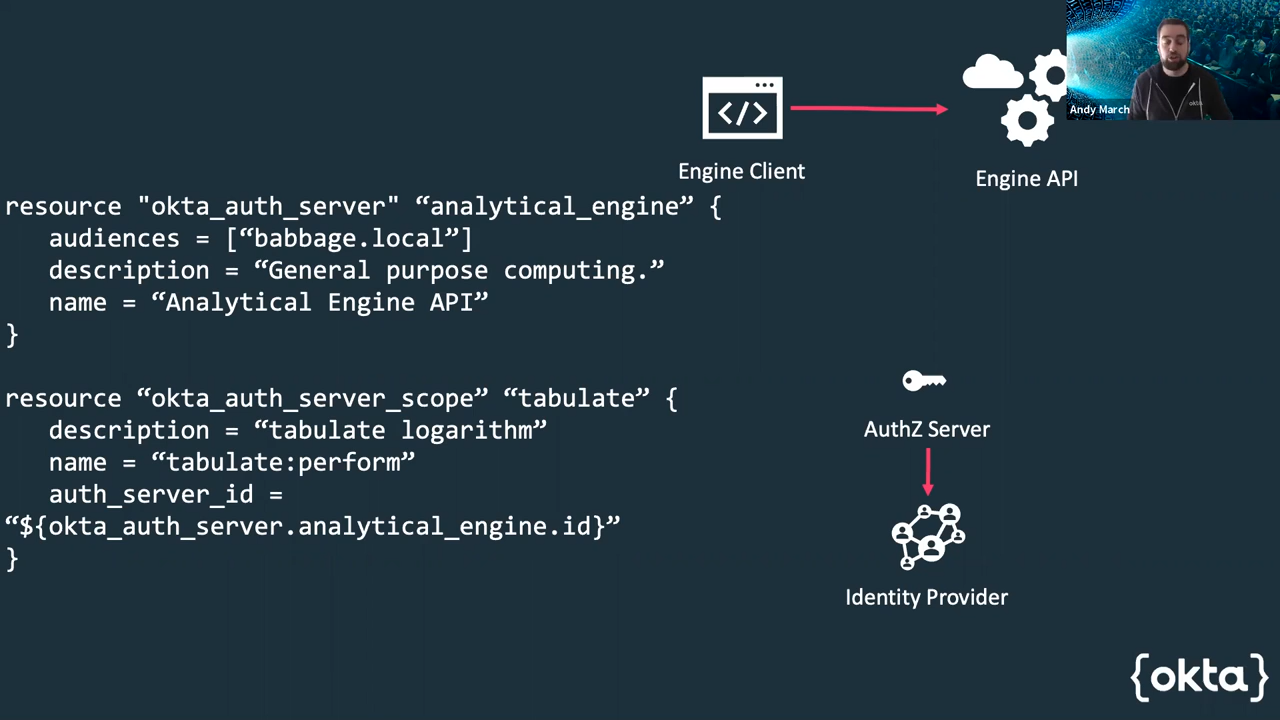 Andy March
okta
</>
Engine Client
Engine API
resource "okta_auth_server" “analytical_engine” {
audiences = [“babbage.local”]
description = “General purpose computing.”
name = “Analytical Engine API”
}
resource “okta_auth_server_scope” “tabulate” {
description = “tabulate logarithm”
name = “tabulate:perform”
auth_server_id =
“${okta_auth_server.analytical_engine.id}”
}
AuthZ Server
Identity Provider
{okta}